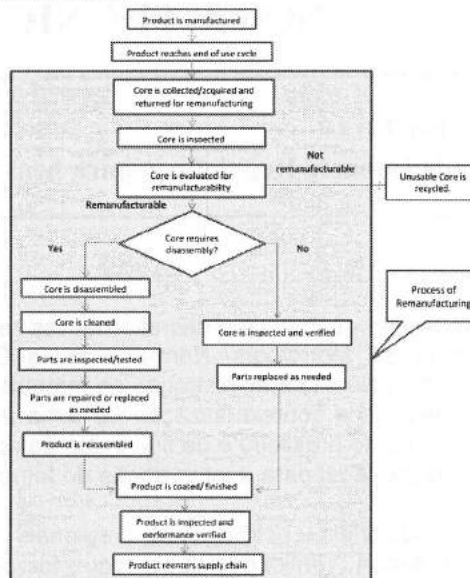 Product is manufactured
Product reaches end of use cycle
Core is collected/acquired and
returned for remanufacturing
Core is inspected
Core is evaluated for
remanufacturability
Not
remanufacturable
Unusable Core is
recycled.
Remanufacturable
Core requires
disassembly?
Yes
No
Core is disassembled
Core is cleaned
Parts are inspected/tested
Parts are repaired or replaced
as needed
Product is reassembled
Core is inspected and verified
Parts replaced as needed
Process of
Remanufacturing
Product is coated/finished
Product is inspected and
performance verified
Product reenters supply chain